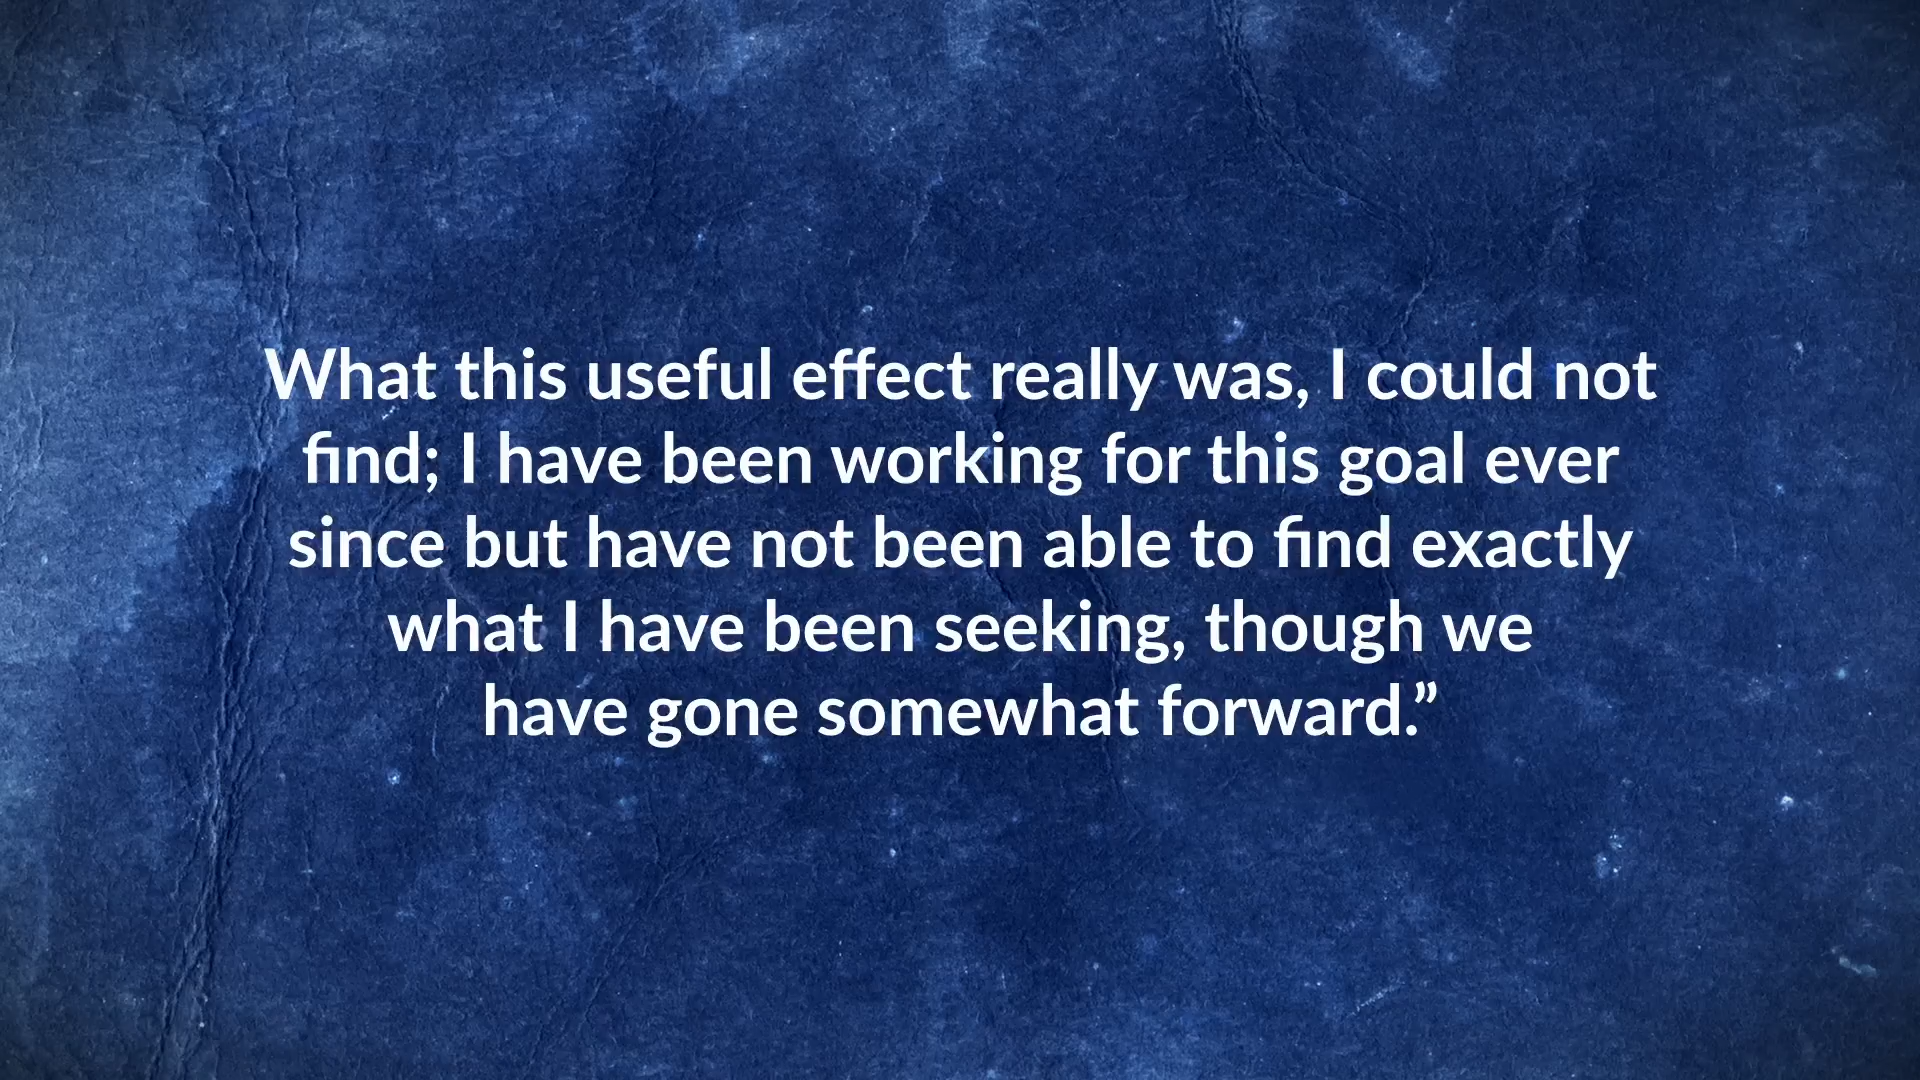 What this useful effect really was, I could not
find; I have been working for this goal ever
since but have not been able to find exactly
what I have been seeking, though we
have gone somewhat forward.”